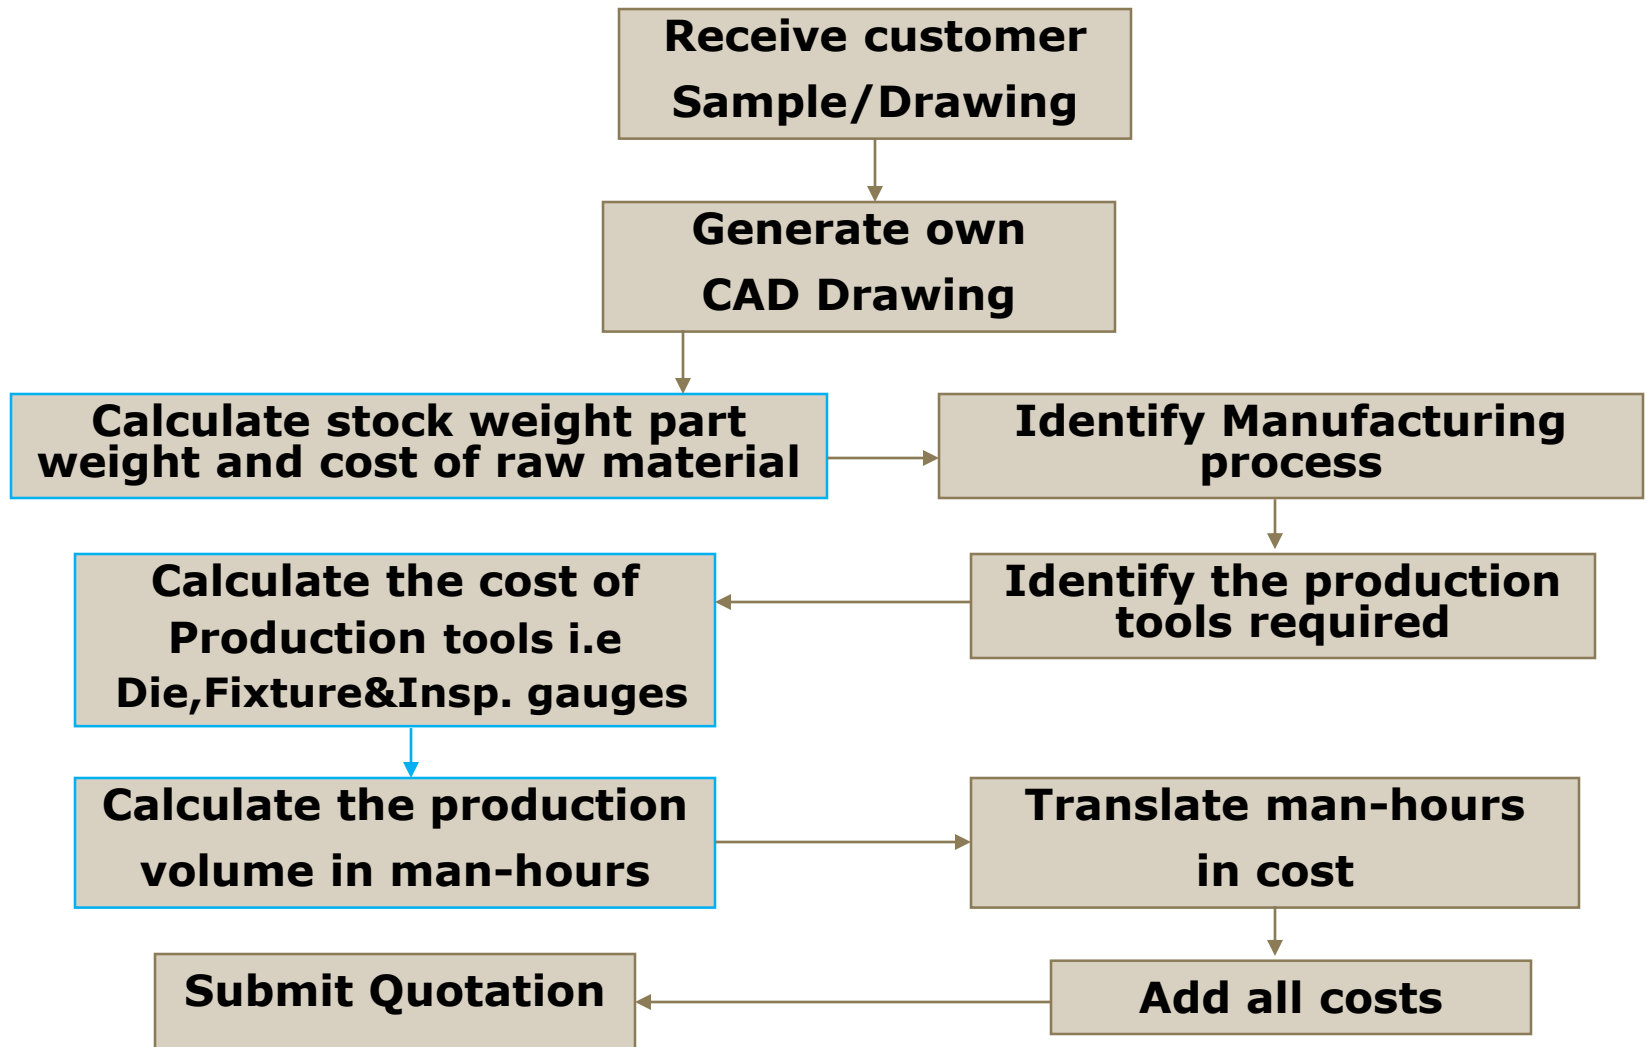 Receive customer
Sample/Drawing
Generate own
CAD Drawing
Calculate stock weight part
weight and cost of raw material
Identify Manufacturing
process
Identify the production
tools required
Calculate the cost of
Production tools i.e
Die,Fixture&Insp. gauges
Calculate the production
volume in man-hours
Translate man-hours
in cost
Add all costs
Submit Quotation